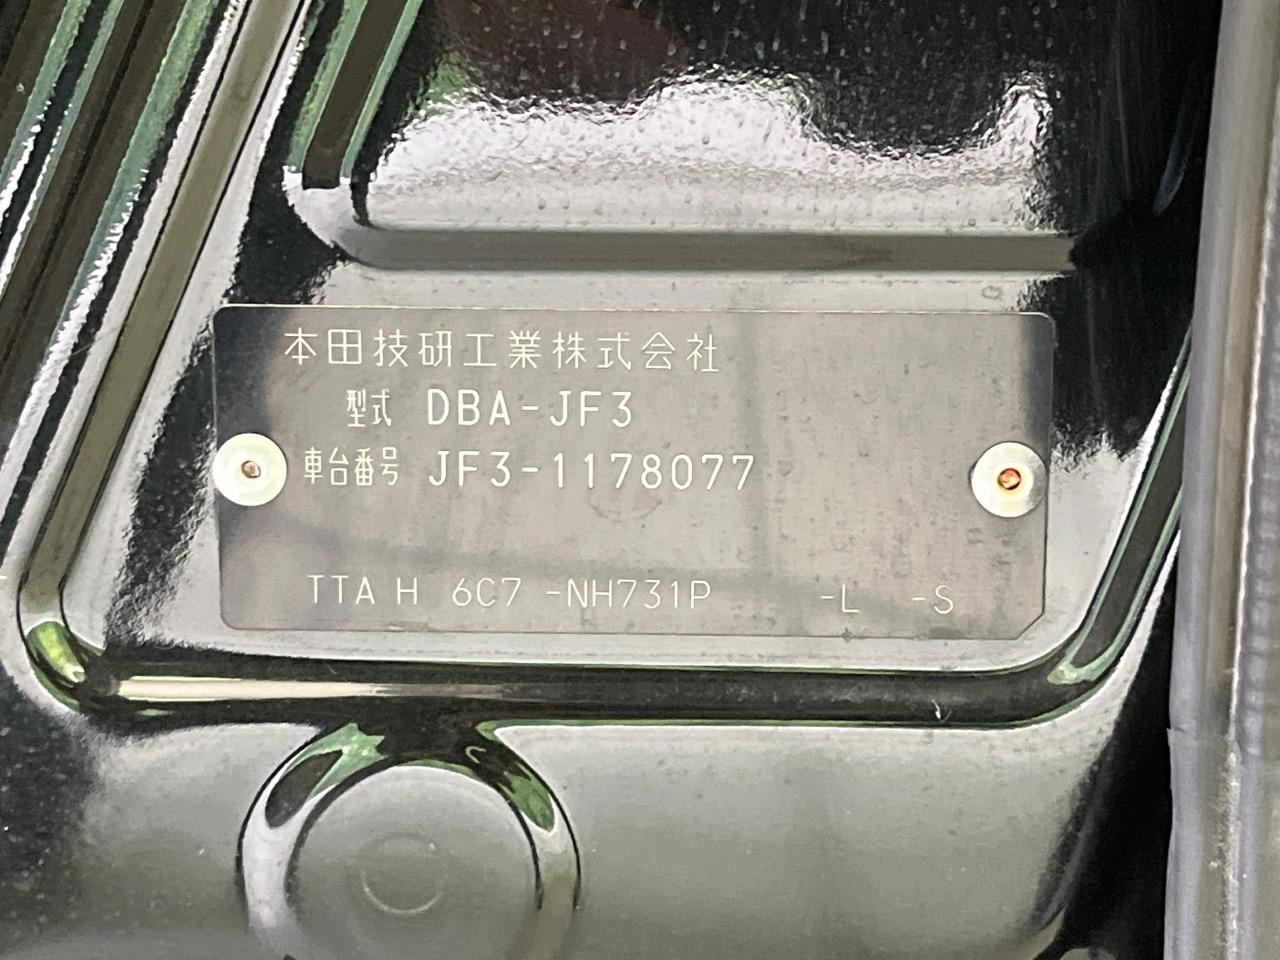 本田技研工業株式会社
型式 DBA-JF3
車台番号 JF3-1178077
TTA H 6C7 -NH731P -L -S